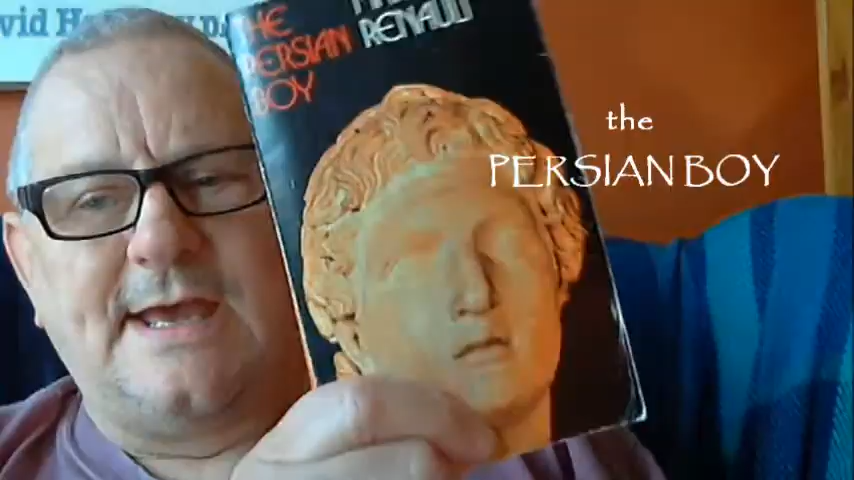 THE
PERSIAN
BOY
RENAULT
the
PERSIAN BOY